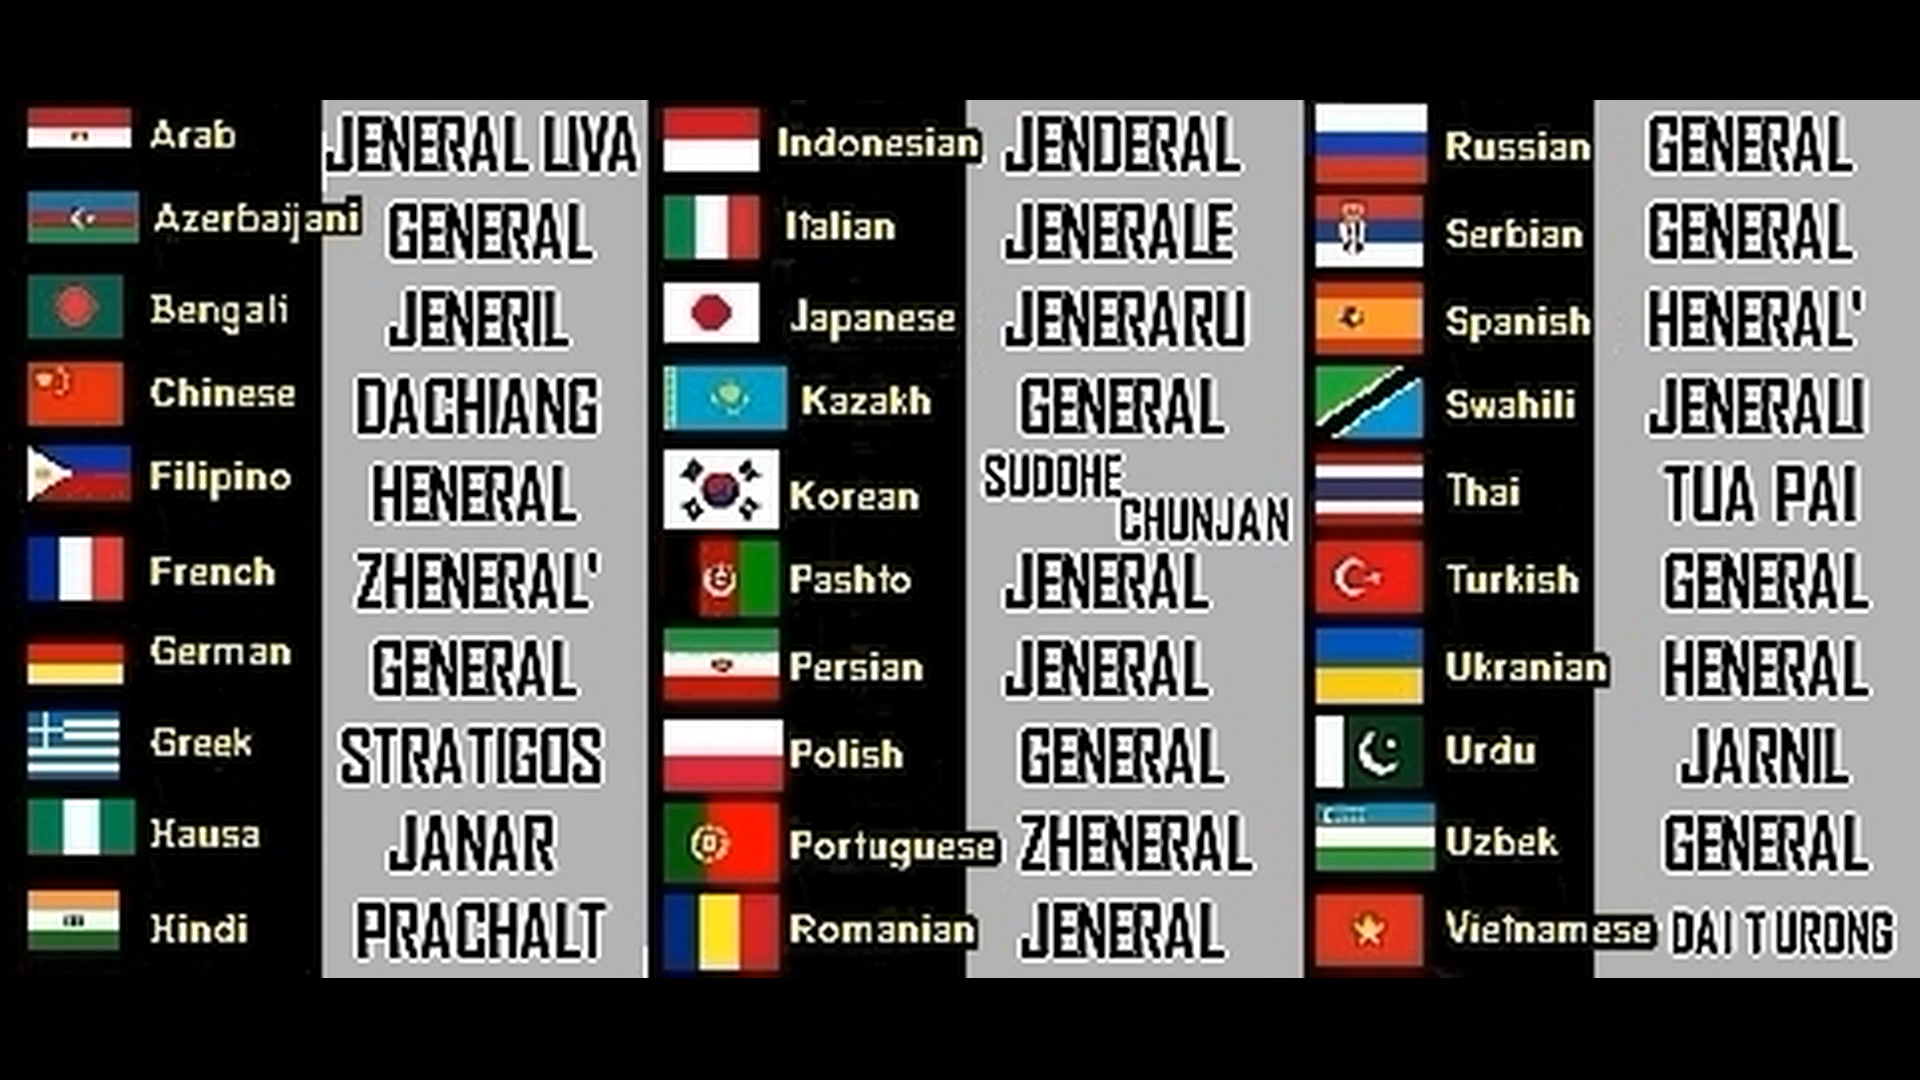 Arab JENERAL LIVA
Azerbaijani GENERAL
Bengali JENERIL
Chinese DACHIANG
Filipino HENERAL
French ZHENERAL'
German GENERAL
Greek STRATIGOS
Hausa JANAR
Hindi PRACHALT
Indonesian JENDERAL
Italian JENERALE
Japanese JENERARU
Kazakh GENERAL
Korean SUDOHE
CHUNJAN
Pashto JENERAL
Persian JENERAL
Polish GENERAL
Portuguese ZHENERAL
Romanian JENERAL
Russian GENERAL
Serbian GENERAL
Spanish HENERAL'
Swahili JENERALI
Thai TUA PAI
Turkish GENERAL
Ukranian HENERAL
Urdu JARNIL
Uzbek GENERAL
Vietnamese DAI TURONG